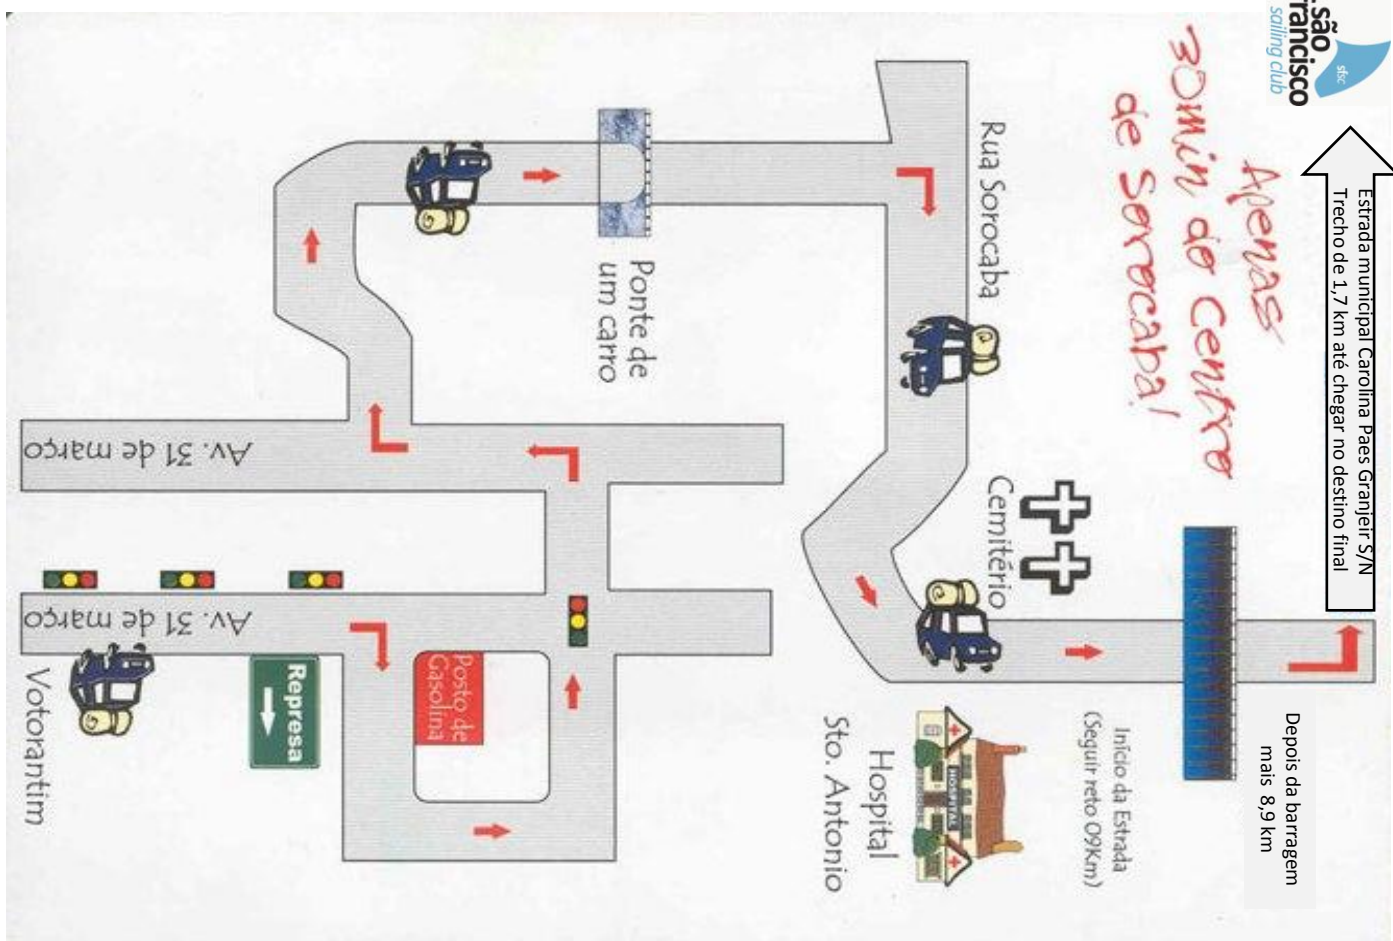 são
francisco
sailing club
sfsc
Estrada municipal Carolina Paes Granjeir S/N
Trecho de 1,7 km até chegar no destino final
Apenas
30min do Centro
de Sorocaba!
Depois da barragem
mais 8,9 km
Início da Estrada
(Seguir reto 09Km)
Rua Sorocaba
Cemitério
HOSPITAL
Hospital
Sto. Antonio
Ponte de
um carro
Posto de
Gasolina
Represa
Av. 31 de março
Av. 31 de março
Votorantim